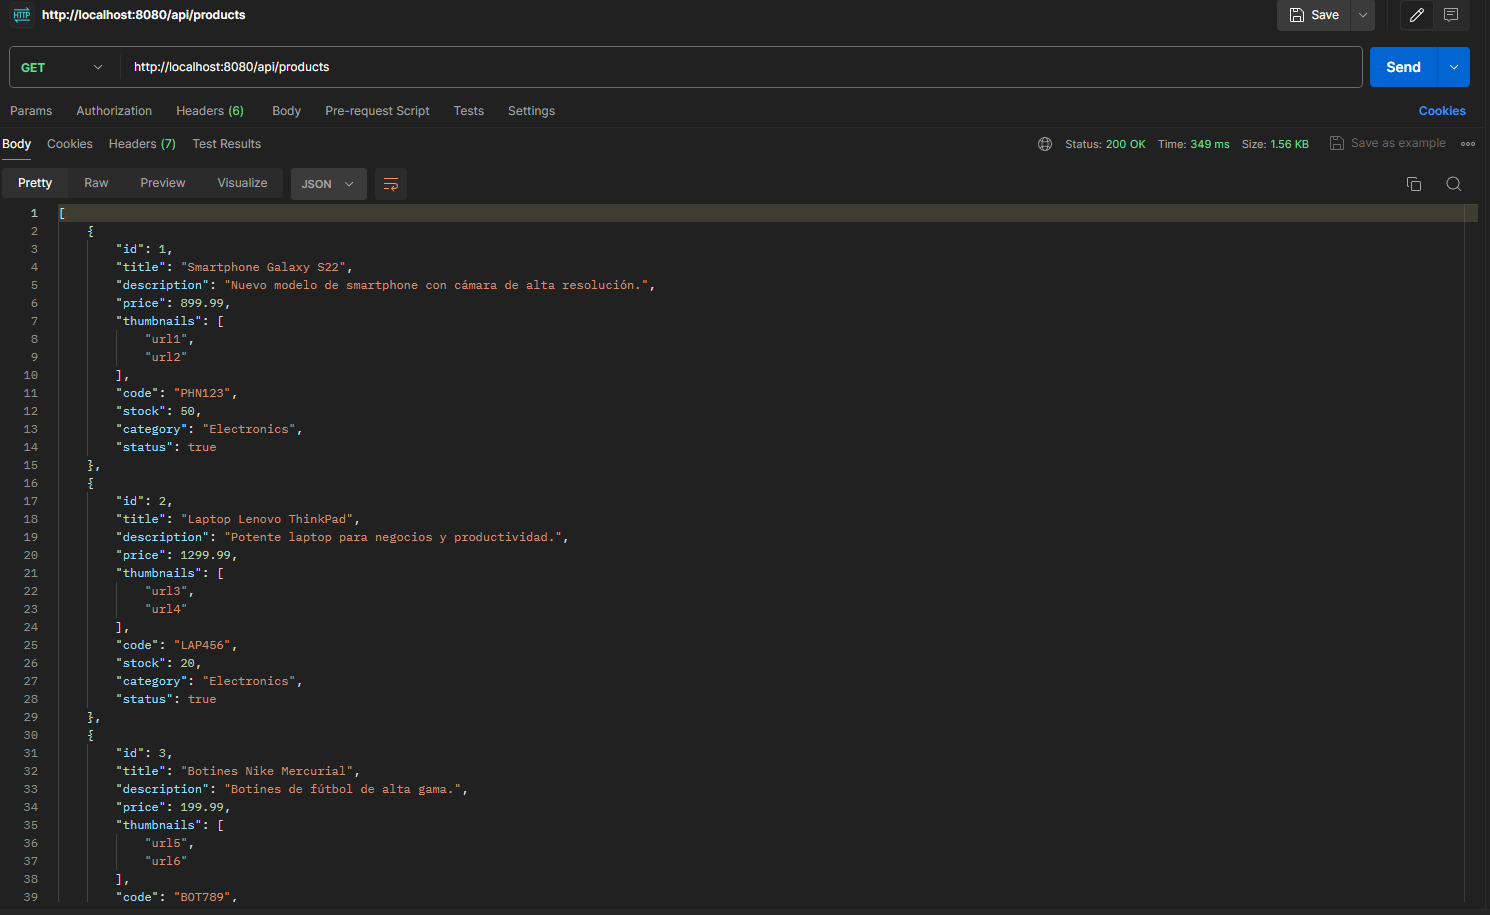 HTTP http://localhost:8080/api/products Save
GET http://localhost:8080/api/products Send
Params Authorization Headers (6) Body Pre-request Script Tests Settings Cookies
Body Cookies Headers (7) Test Results Status: 200 OK Time: 349 ms Size: 1.56 KB Save as example
Pretty Raw Preview Visualize JSON
1 [
2 {
3 "id": 1,
4 "title": "Smartphone Galaxy S22",
5 "description": "Nuevo modelo de smartphone con cámara de alta resolución.",
6 "price": 899.99,
7 "thumbnails": [
8 "url1",
9 "url2"
10 ],
11 "code": "PHN123",
12 "stock": 50,
13 "category": "Electronics",
14 "status": true
15 },
16 {
17 "id": 2,
18 "title": "Laptop Lenovo ThinkPad",
19 "description": "Potente laptop para negocios y productividad.",
20 "price": 1299.99,
21 "thumbnails": [
22 "url3",
23 "url4"
24 ],
25 "code": "LAP456",
26 "stock": 20,
27 "category": "Electronics",
28 "status": true
29 },
30 {
31 "id": 3,
32 "title": "Botines Nike Mercurial",
33 "description": "Botines de fútbol de alta gama.",
34 "price": 199.99,
35 "thumbnails": [
36 "url5",
37 "url6"
38 ],
39 "code": "BOT789",